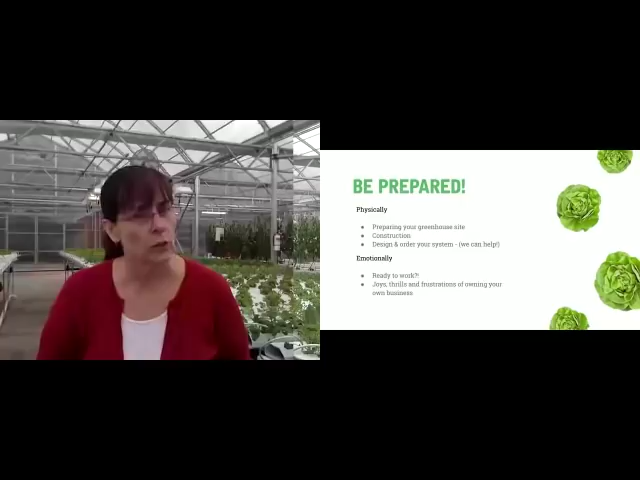 BE PREPARED!
Physically
● Preparing your greenhouse site
● Construction
● Design & order your system - (we can help!)
Emotionally
● Ready to work?!
● Joys, thrills and frustrations of owning your
own business